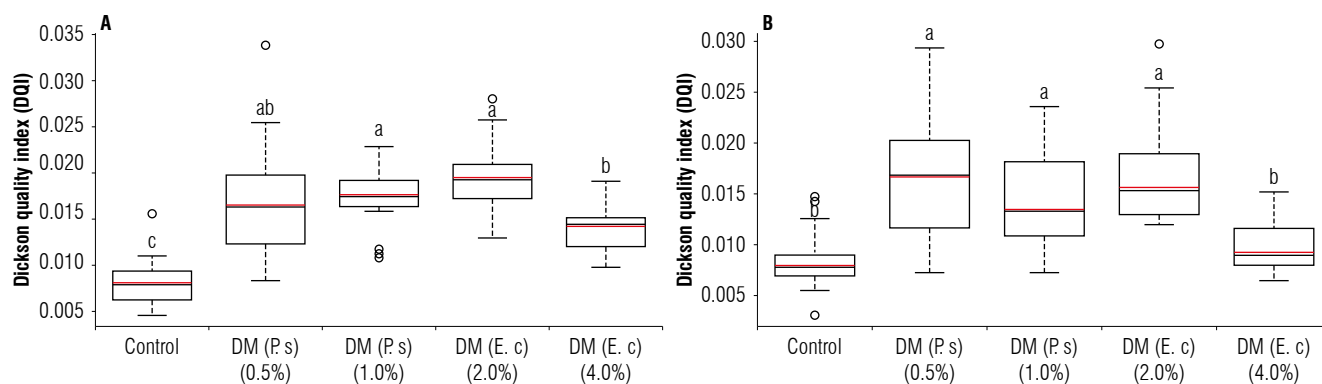 A
Dickson quality index (DQI)
0.035
0.030
0.025
0.020
0.015
0.010
0.005
c
ab
a
a
b
Control
DM (P. s)
(0.5%)
DM (P. s)
(1.0%)
DM (E. c)
(2.0%)
DM (E. c)
(4.0%)
B
Dickson quality index (DQI)
0.030
0.025
0.020
0.015
0.010
0.005
b
a
a
a
b
Control
DM (P. s)
(0.5%)
DM (P. s)
(1.0%)
DM (E. c)
(2.0%)
DM (E. c)
(4.0%)